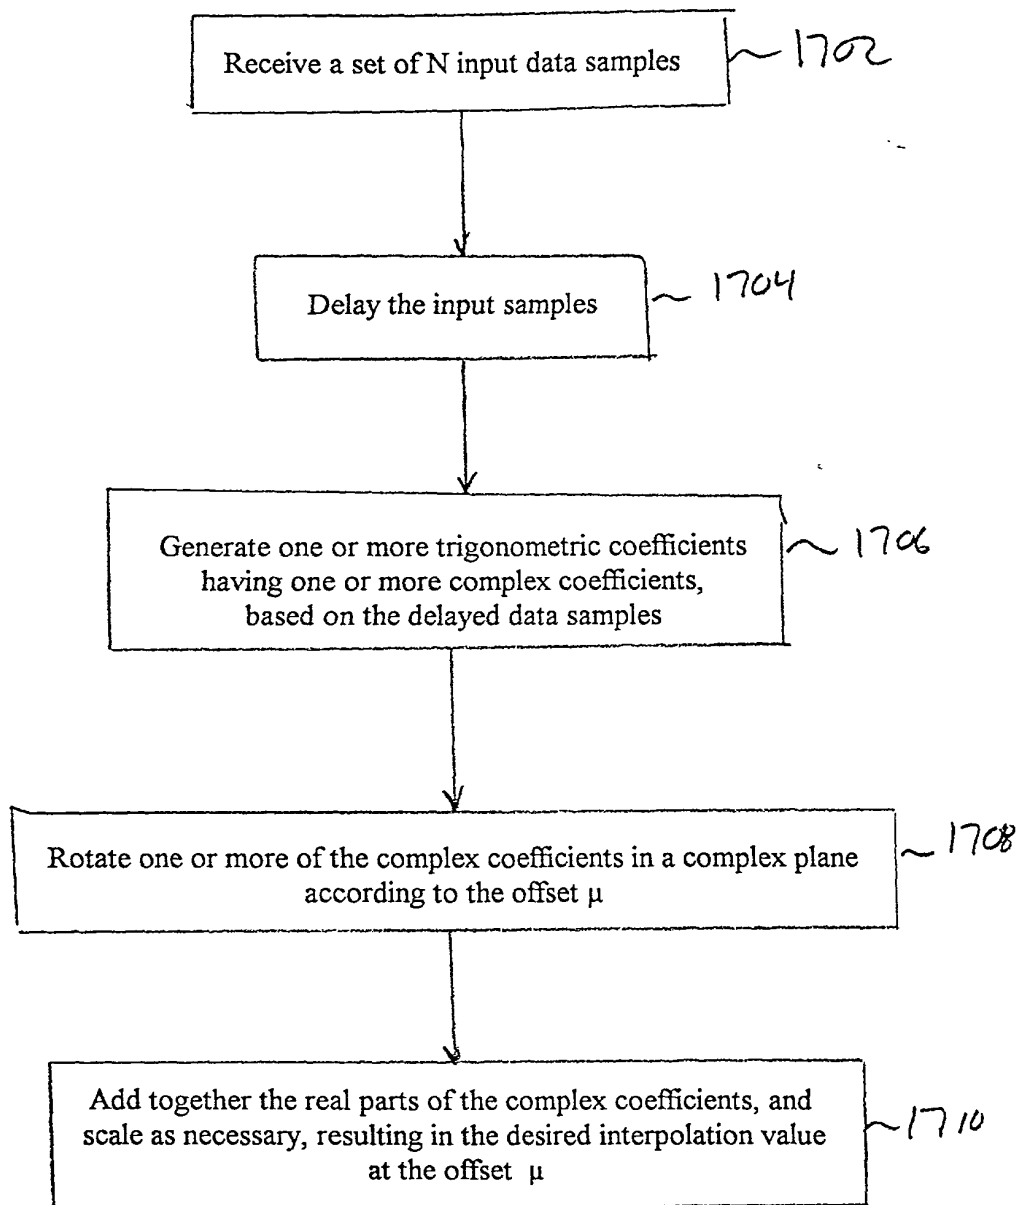 Receive a set of N input data samples
1702
Delay the input samples
1704
Generate one or more trigonometric coefficients
having one or more complex coefficients,
based on the delayed data samples
1706
Rotate one or more of the complex coefficients in a complex plane
according to the offset μ
1708
Add together the real parts of the complex coefficients, and
scale as necessary, resulting in the desired interpolation value
at the offset μ
1710